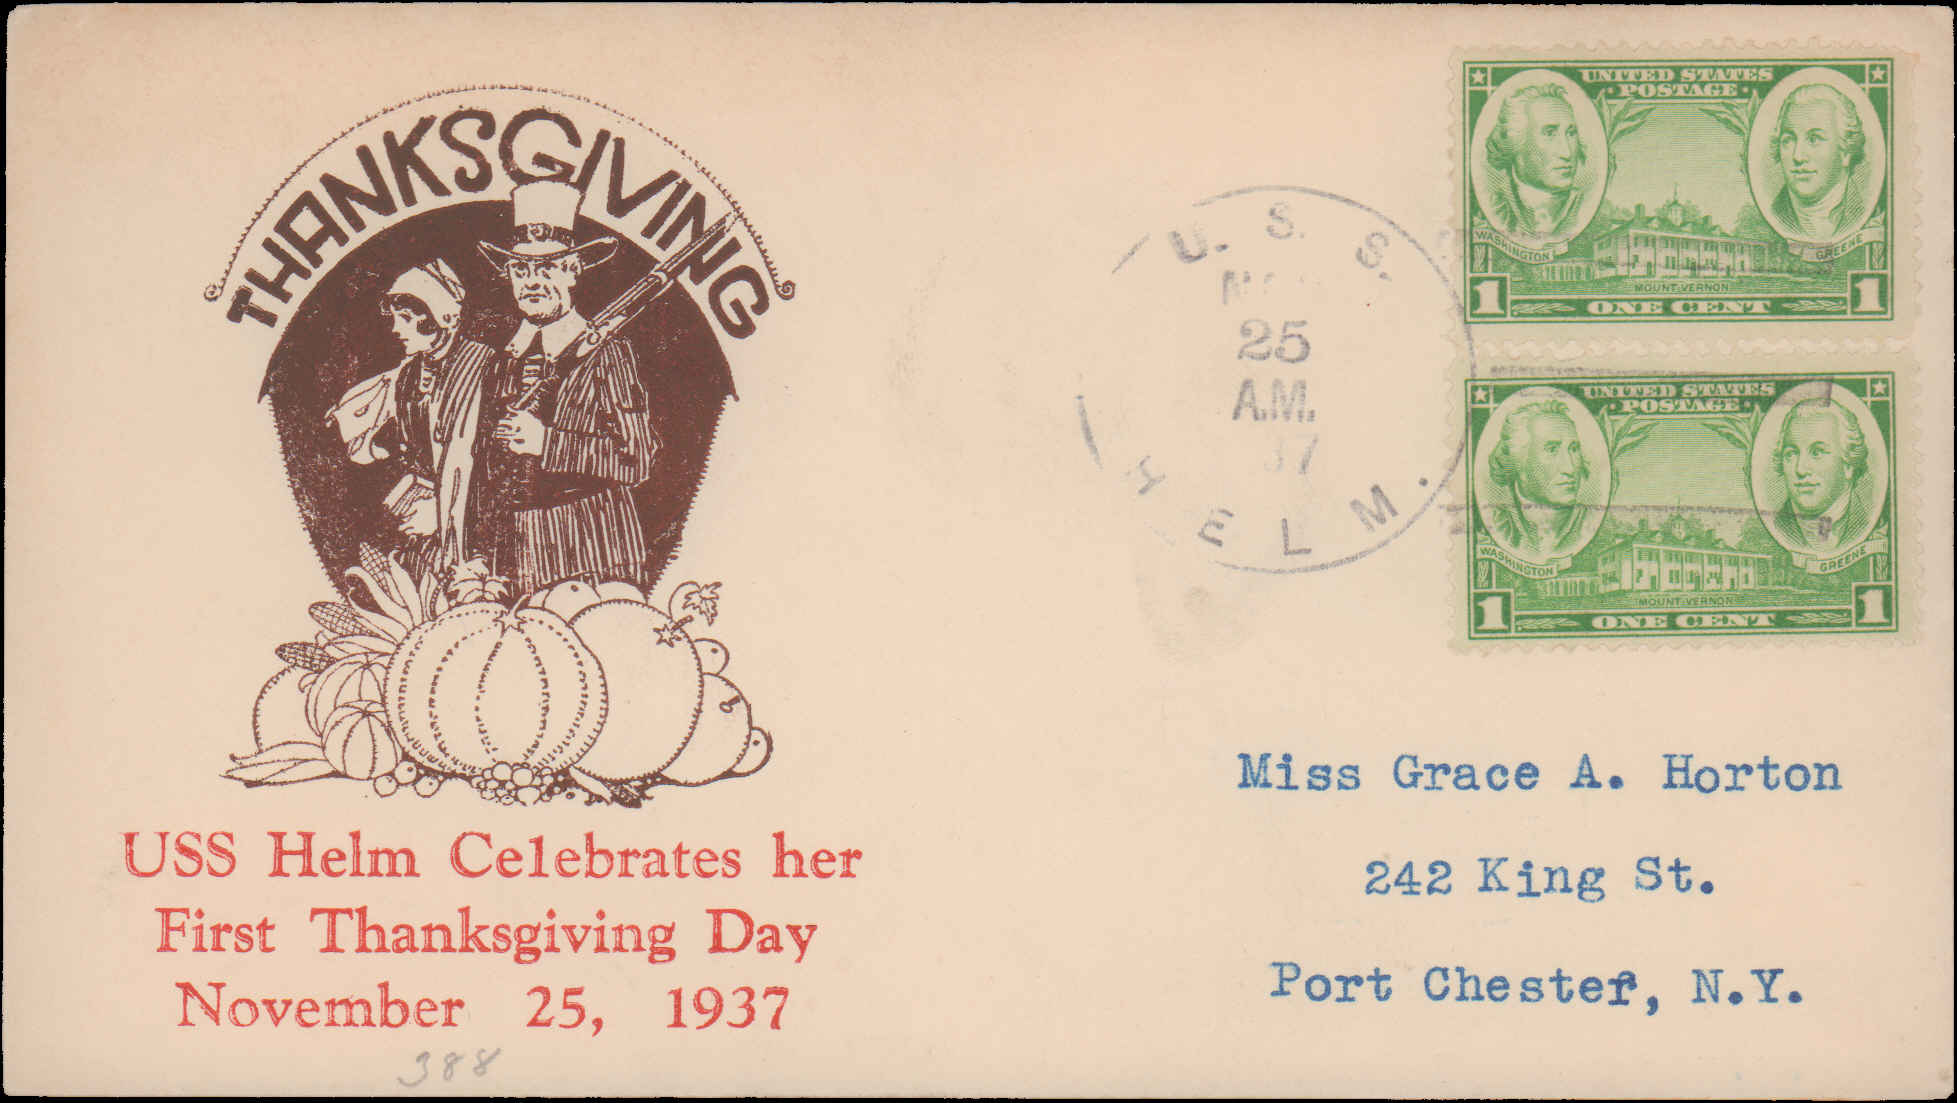 THANKSGIVING
USS Helm Celebrates her
First Thanksgiving Day
November 25, 1937
388
U. S. S.
25
A.M.
37
HELM.
UNITED STATES
POSTAGE
WASHINGTON
GREENE
MOUNT VERNON
1 ONE CENT 1
UNITED STATES
POSTAGE
WASHINGTON
GREENE
MOUNT VERNON
1 ONE CENT 1
Miss Grace A. Horton
242 King St.
Port Chester, N.Y.